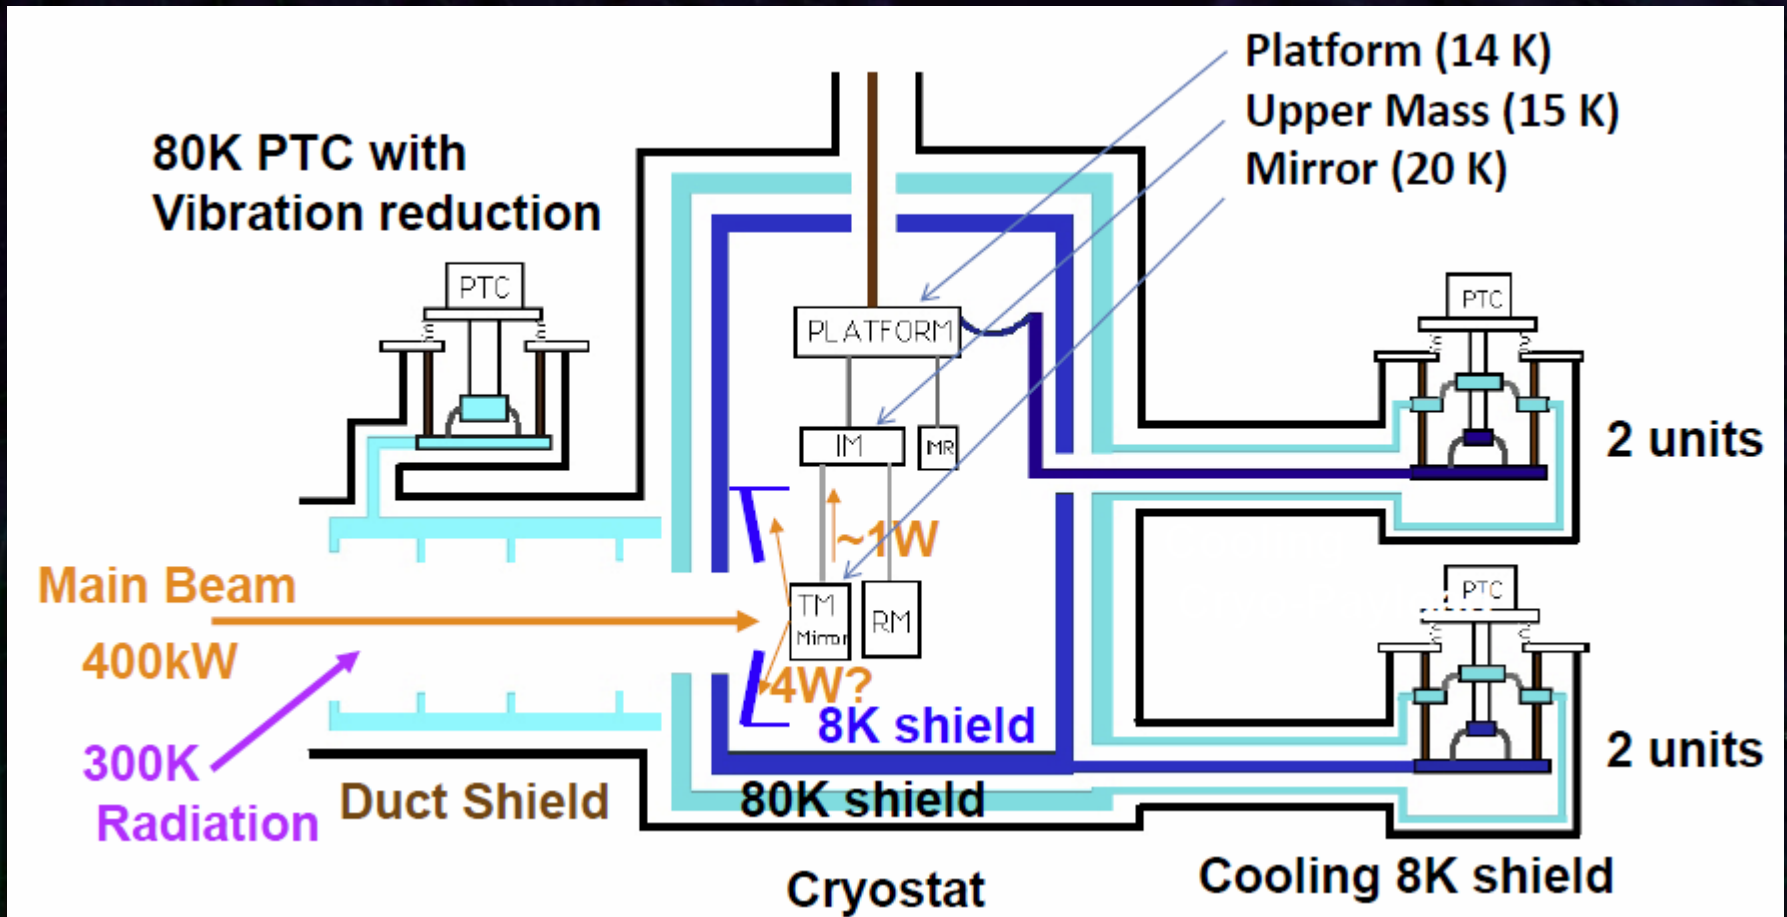 Platform (14 K)
Upper Mass (15 K)
Mirror (20 K)
80K PTC with
Vibration reduction
PTC
PTC
PLATFORM
IM
IMR
2 units
~1W
Main Beam
400kW
TM
Mirror
RM
PTC
4W?
8K shield
300K
Radiation
Duct Shield
80K shield
2 units
Cryostat
Cooling 8K shield